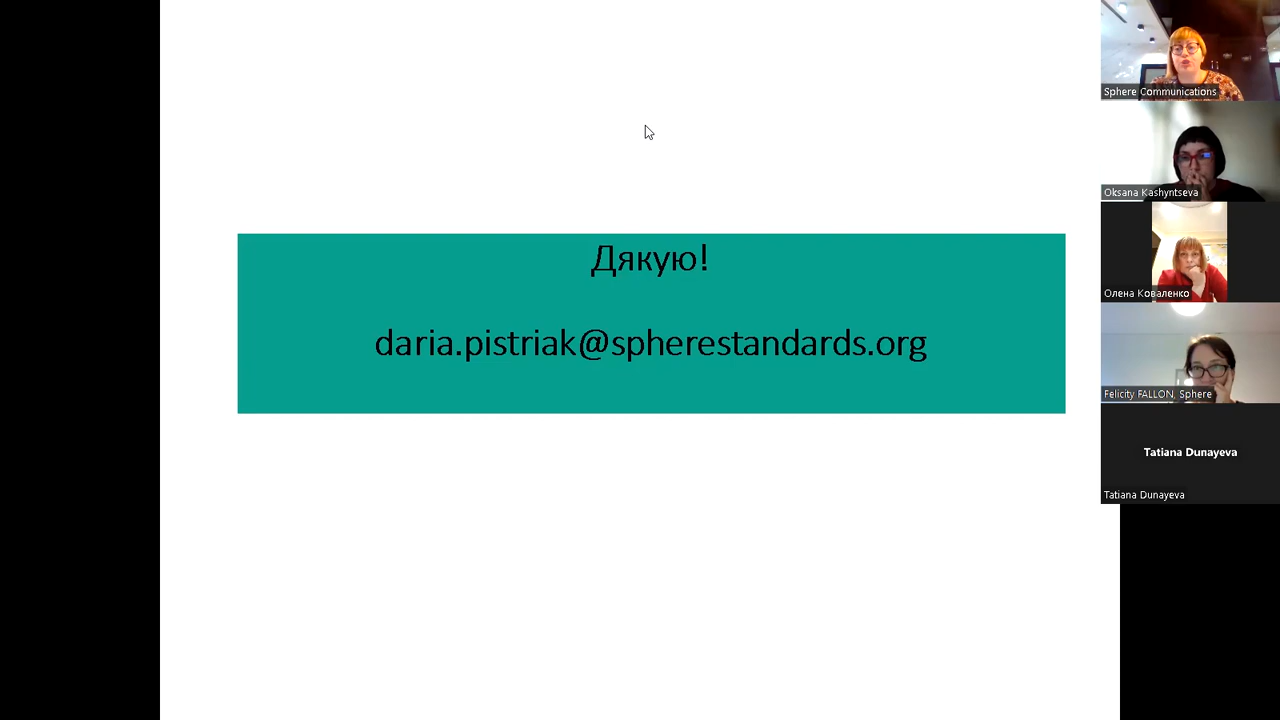 Дякую!
daria.pistriak@spherestandards.org
Sphere Communications
Oksana Kashyntseva
Олена Коваленко
Felicity FALLON, Sphere
Tatiana Dunayeva
Tatiana Dunayeva